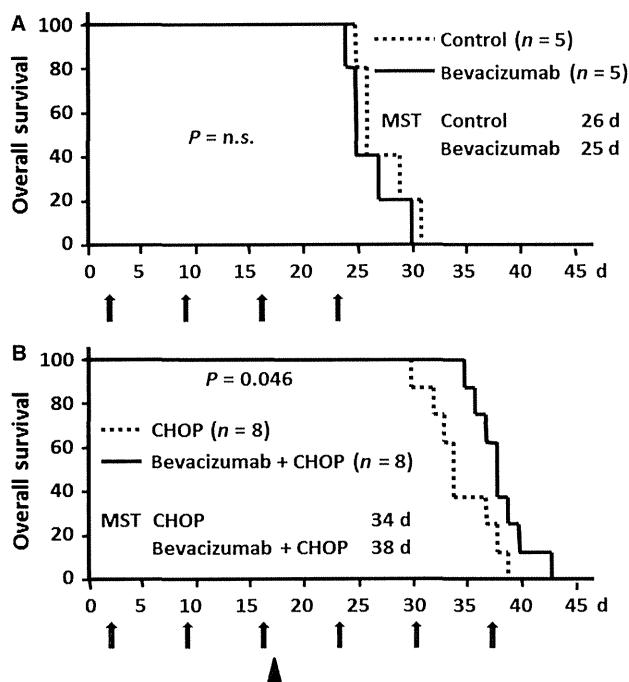 A
Overall survival
100
80
60
40
20
0
P = n.s.
Control (n = 5)
Bevacizumab (n = 5)
MST Control 26 d
Bevacizumab 25 d
0 5 10 15 20 25 30 35 40 45 d
B
Overall survival
100
80
60
40
20
0
P = 0.046
CHOP (n = 8)
Bevacizumab + CHOP (n = 8)
MST CHOP 34 d
Bevacizumab + CHOP 38 d
0 5 10 15 20 25 30 35 40 45 d